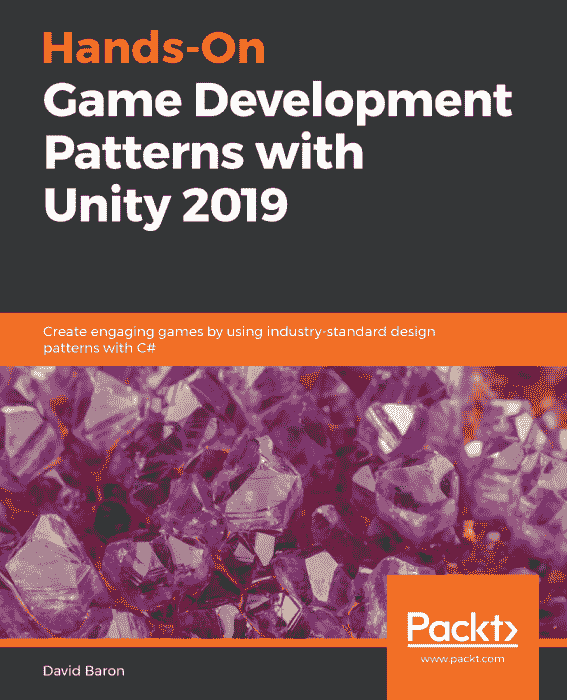 Hands-On
Game Development
Patterns with
Unity 2019
Create engaging games by using industry-standard design
patterns with C#
Packt>
www.packt.com
David Baron